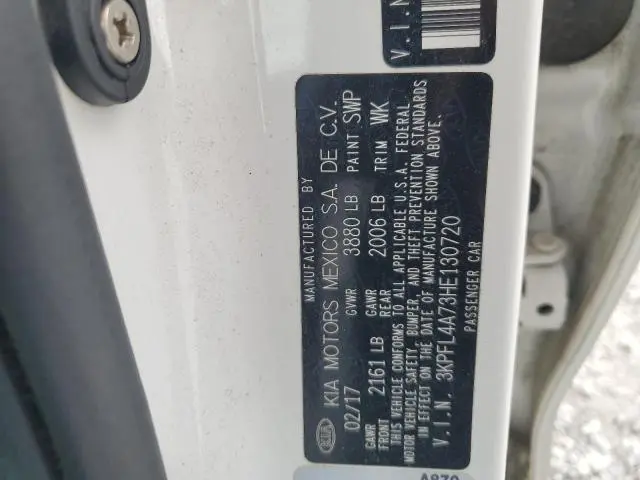 MANUFACTURED BY
KIA KIA MOTORS MEXICO S.A. DE C.V.
02/17 GVWR 3880 LB PAINT SWP
GAWR FRONT 2161 LB GAWR REAR 2006 LB TRIM WK
THIS VEHICLE CONFORMS TO ALL APPLICABLE U.S.A. FEDERAL
MOTOR VEHICLE SAFETY, BUMPER, AND THEFT PREVENTION STANDARDS
IN EFFECT ON THE DATE OF MANUFACTURE SHOWN ABOVE.
V.I.N. 3KPFL4A73HE130720
PASSENGER CAR
V.I.N